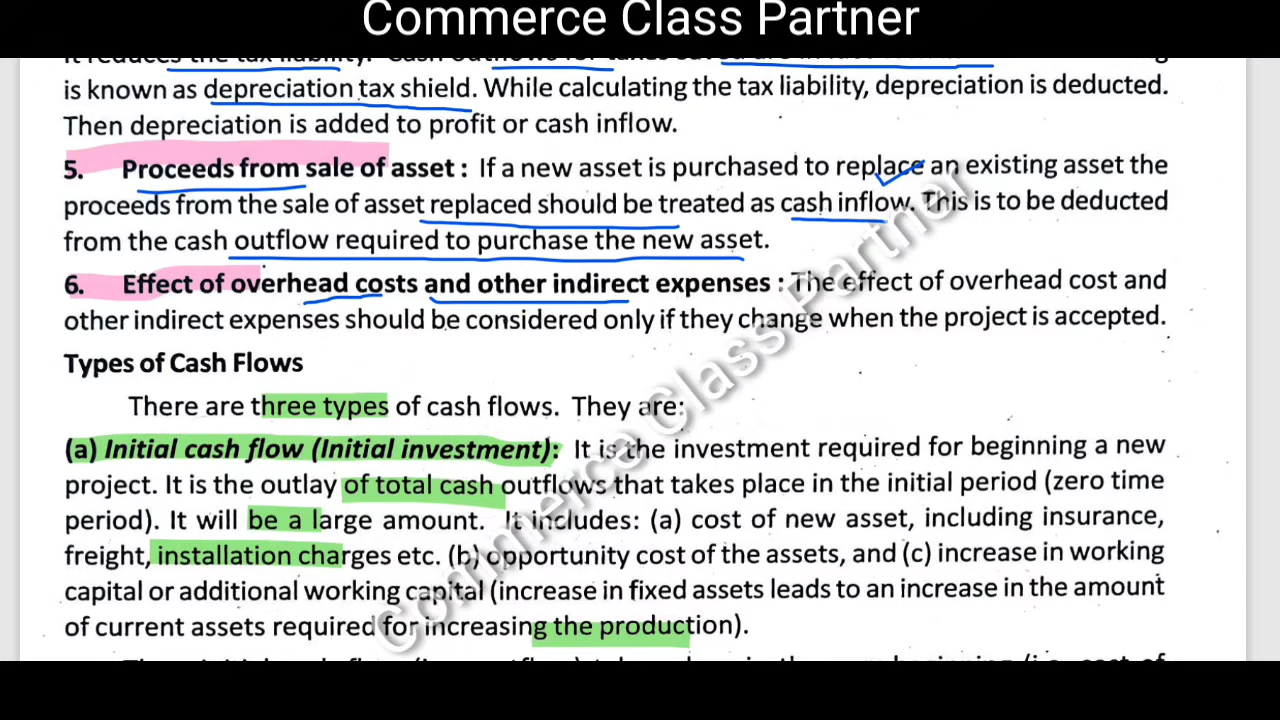 Commerce Class Partner
is known as depreciation tax shield. While calculating the tax liability, depreciation is deducted.
Then depreciation is added to profit or cash inflow.
5. Proceeds from sale of asset : If a new asset is purchased to replace an existing asset the
proceeds from the sale of asset replaced should be treated as cash inflow. This is to be deducted
from the cash outflow required to purchase the new asset.
6. Effect of overhead costs and other indirect expenses : The effect of overhead cost and
other indirect expenses should be considered only if they change when the project is accepted.
Types of Cash Flows
There are three types of cash flows. They are:
(a) Initial cash flow (Initial investment): It is the investment required for beginning a new
project. It is the outlay of total cash outflows that takes place in the initial period (zero time
period). It will be a large amount. It includes: (a) cost of new asset, including insurance,
freight, installation charges etc. (b) opportunity cost of the assets, and (c) increase in working
capital or additional working capital (increase in fixed assets leads to an increase in the amount
of current assets required for increasing the production).
Commerce Class Partner